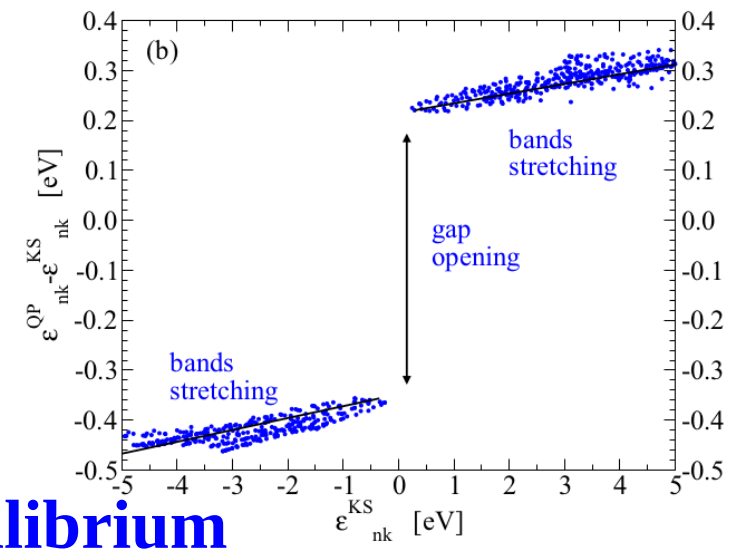 (b)
0.4
0.3
0.2
0.1
0.0
-0.1
-0.2
-0.3
-0.4
-0.5
ε^QP_nk-ε^KS_nk [eV]
bands
stretching
gap
opening
bands
stretching
0.4
0.3
0.2
0.1
0.0
-0.1
-0.2
-0.3
-0.4
-0.5
-5 -4 -3 -2 -1 0 1 2 3 4 5
ε^KS_nk [eV]
librium